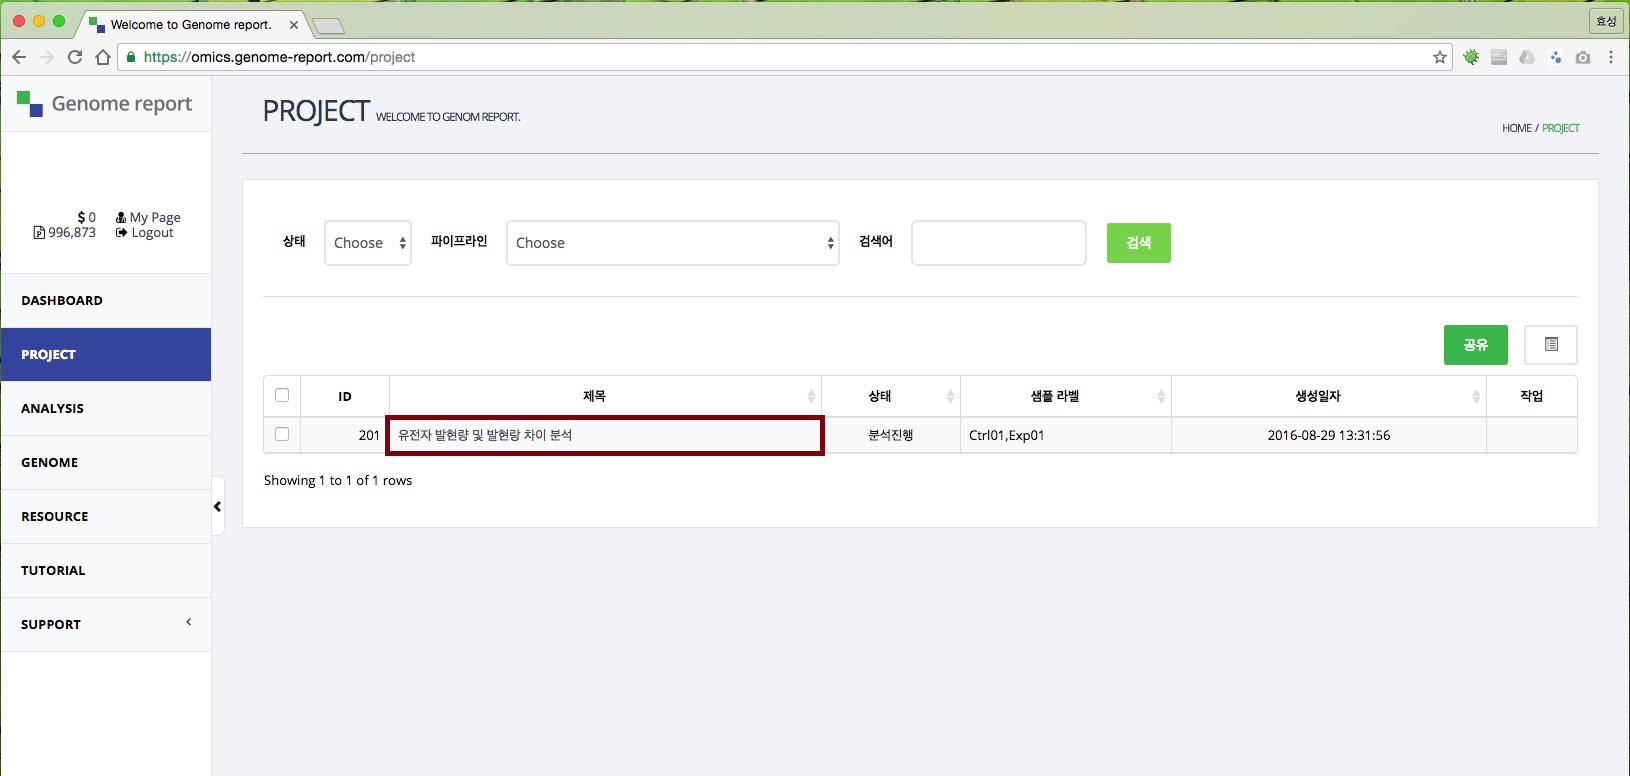 Welcome to Genome report.
효성
https://omics.genome-report.com/project
Genome report
PROJECT WELCOME TO GENOM REPORT.
HOME / PROJECT
$ 0 My Page
996,873 Logout
상태 Choose 파이프라인 Choose 검색어 검색
DASHBOARD
PROJECT
ANALYSIS
GENOME
RESOURCE
TUTORIAL
SUPPORT
공유
ID 제목 상태 샘플 라벨 생성일자 작업
201 유전자 발현량 및 발현량 차이 분석 분석진행 Ctrl01,Exp01 2016-08-29 13:31:56
Showing 1 to 1 of 1 rows